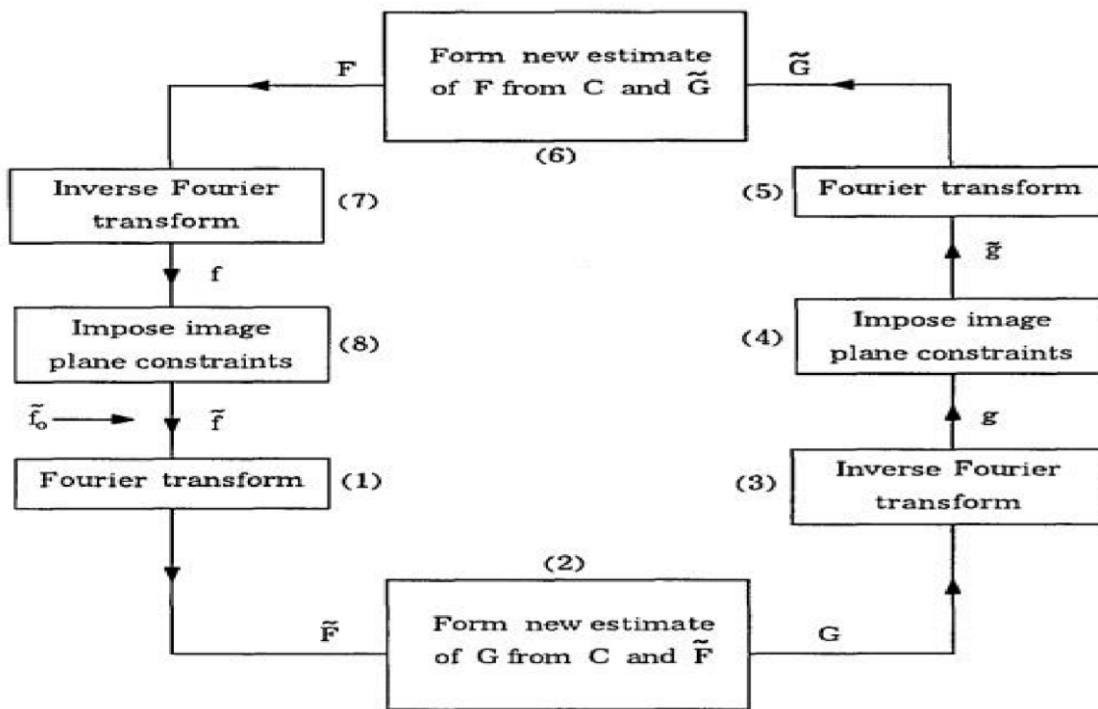 F
Form new estimate
of F from C and G̃
G̃
(6)
Inverse Fourier
transform
(7)
(5)
Fourier transform
f
g̃
Impose image
plane constraints
(8)
(4)
Impose image
plane constraints
f̃₀
f̃
g
Fourier transform
(1)
(3)
Inverse Fourier
transform
(2)
F̃
Form new estimate
of G from C and F̃
G